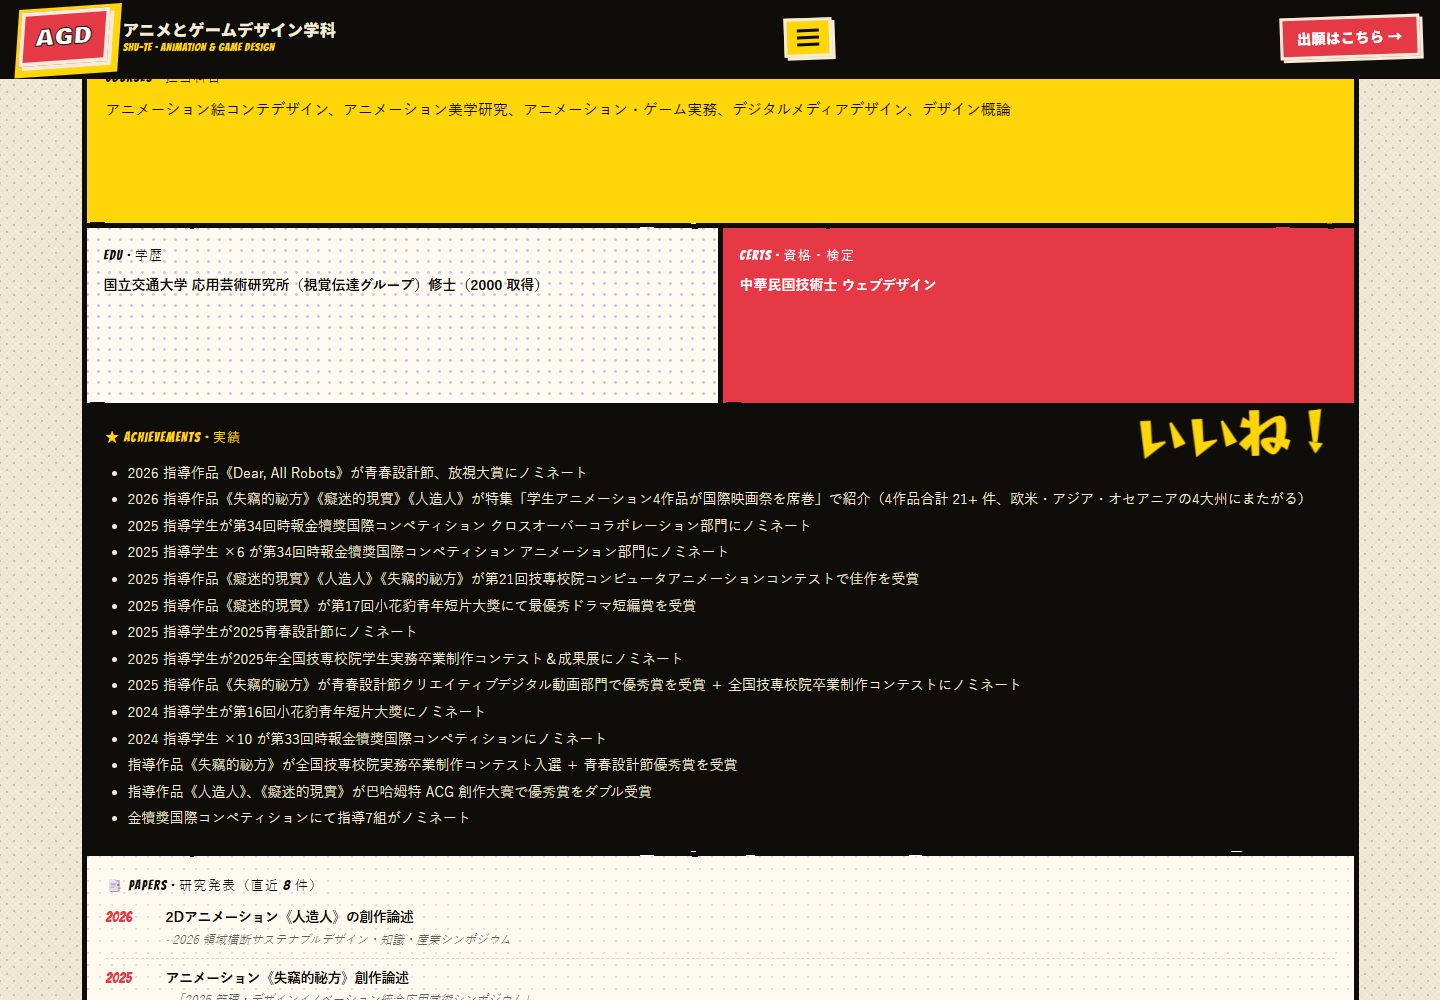 AGD
アニメとゲームデザイン学科
SHU-TE · ANIMATION & GAME DESIGN
出願はこちら →
アニメーション絵コンテデザイン、アニメーション美学研究、アニメーション・ゲーム実務、デジタルメディアデザイン、デザイン概論
EDU · 学歴
国立交通大学 応用芸術研究所（視覚伝達グループ）修士（2000 取得）
CERTS · 資格・検定
中華民国技術士 ウェブデザイン
★ ACHIEVEMENTS · 実績
いいね！
2026 指導作品《Dear, All Robots》が青春設計節、放視大賞にノミネート
2026 指導作品《失竊的祕方》《癡迷的現實》《人造人》が特集「学生アニメーション4作品が国際映画祭を席巻」で紹介（4作品合計 21+ 件、欧米・アジア・オセアニアの4大州にまたがる）
2025 指導学生が第34回時報金犢獎国際コンペティション クロスオーバーコラボレーション部門にノミネート
2025 指導学生 ×6 が第34回時報金犢獎国際コンペティション アニメーション部門にノミネート
2025 指導作品《癡迷的現實》《人造人》《失竊的祕方》が第21回技専校院コンピュータアニメーションコンテストで佳作を受賞
2025 指導作品《癡迷的現實》が第17回小花豹青年短片大獎にて最優秀ドラマ短編賞を受賞
2025 指導学生が2025青春設計節にノミネート
2025 指導学生が2025年全国技専校院学生実務卒業制作コンテスト＆成果展にノミネート
2025 指導作品《失竊的祕方》が青春設計節クリエイティブデジタル動画部門で優秀賞を受賞 ＋ 全国技専校院卒業制作コンテストにノミネート
2024 指導学生が第16回小花豹青年短片大獎にノミネート
2024 指導学生 ×10 が第33回時報金犢獎国際コンペティションにノミネート
指導作品《失竊的祕方》が全国技専校院実務卒業制作コンテスト入選 ＋ 青春設計節優秀賞を受賞
指導作品《人造人》、《癡迷的現實》が巴哈姆特 ACG 創作大賽で優秀賞をダブル受賞
金犢獎国際コンペティションにて指導7組がノミネート
PAPERS · 研究発表（直近 8 件）
2026 2Dアニメーション《人造人》の創作論述
· 2026 領域横断サステナブルデザイン・知識・産業シンポジウム
2025 アニメーション《失竊的祕方》創作論述
「2025 管理・デザインイノベーション統合応用学術シンポジウム」